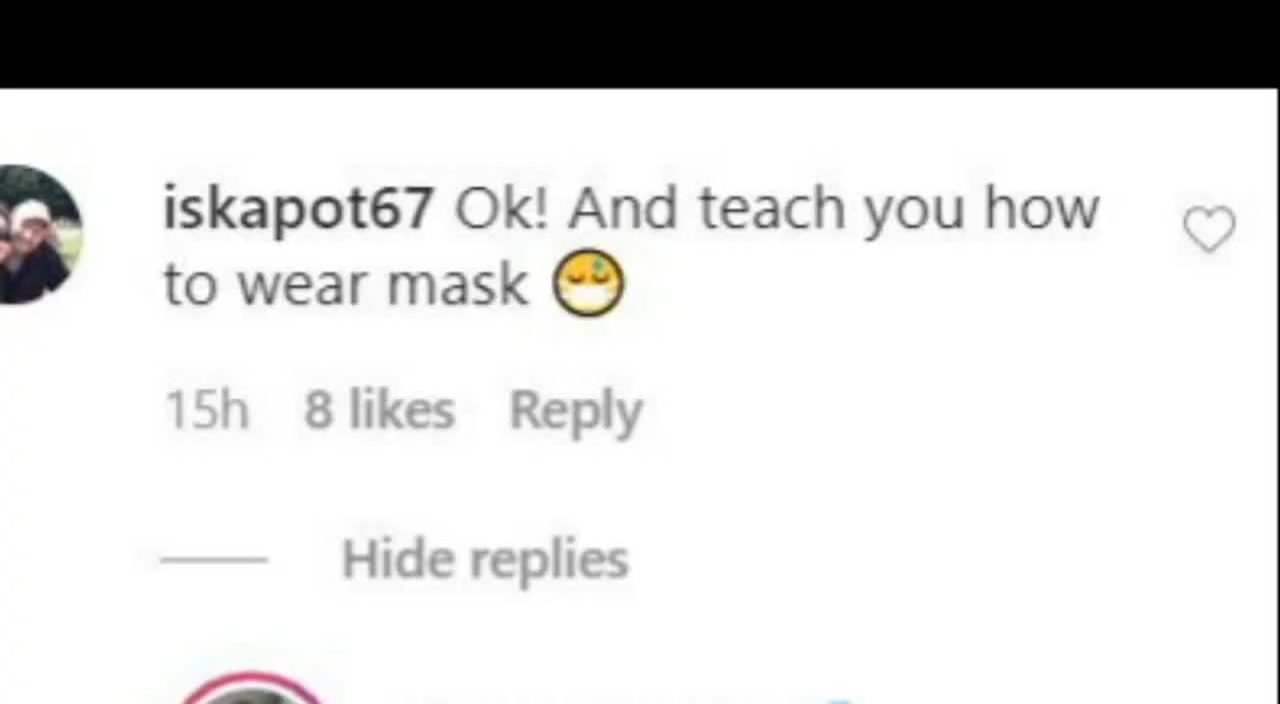 iskapot67 Ok! And teach you how
to wear mask 😷
15h 8 likes Reply
Hide replies